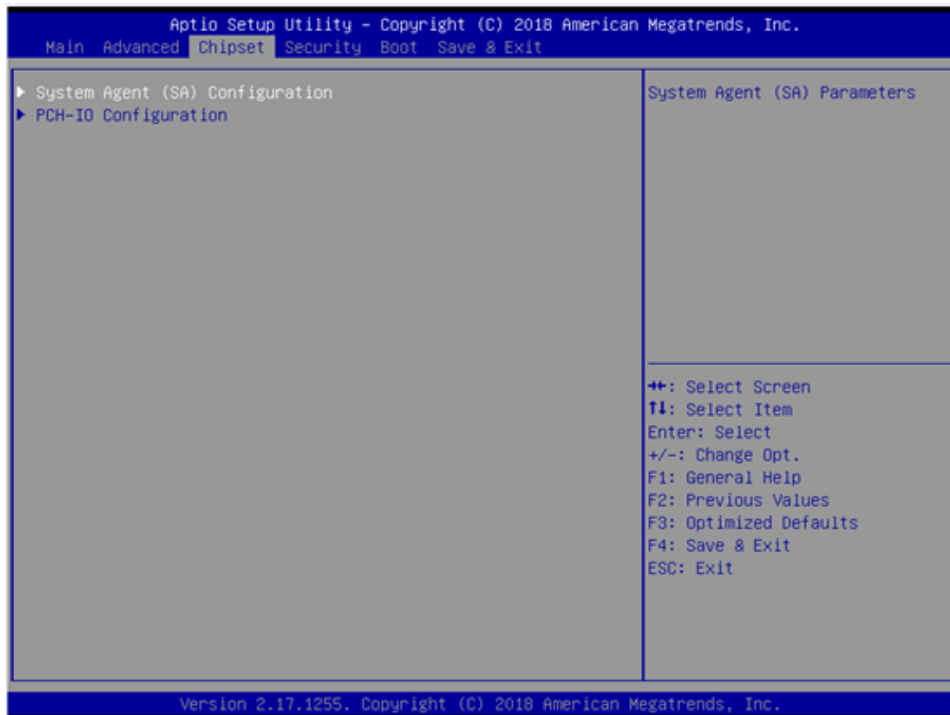 Aptio Setup Utility – Copyright (C) 2018 American Megatrends, Inc.
Main Advanced Chipset Security Boot Save & Exit
System Agent (SA) Configuration
PCH-IO Configuration
System Agent (SA) Parameters
→←: Select Screen
↑↓: Select Item
Enter: Select
+/-: Change Opt.
F1: General Help
F2: Previous Values
F3: Optimized Defaults
F4: Save & Exit
ESC: Exit
Version 2.17.1255. Copyright (C) 2018 American Megatrends, Inc.